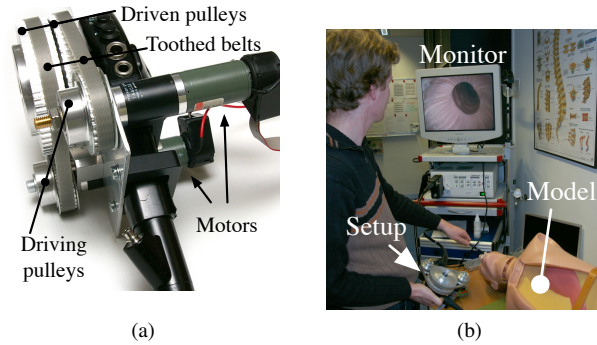 Driven pulleys
Toothed belts
Motors
Driving
pulleys
(a)
Monitor
Model
Setup
(b)